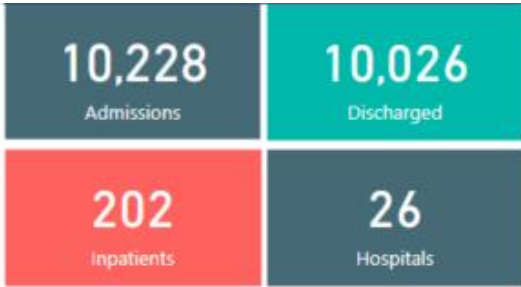 10,228
Admissions
10,026
Discharged
202
Inpatients
26
Hospitals